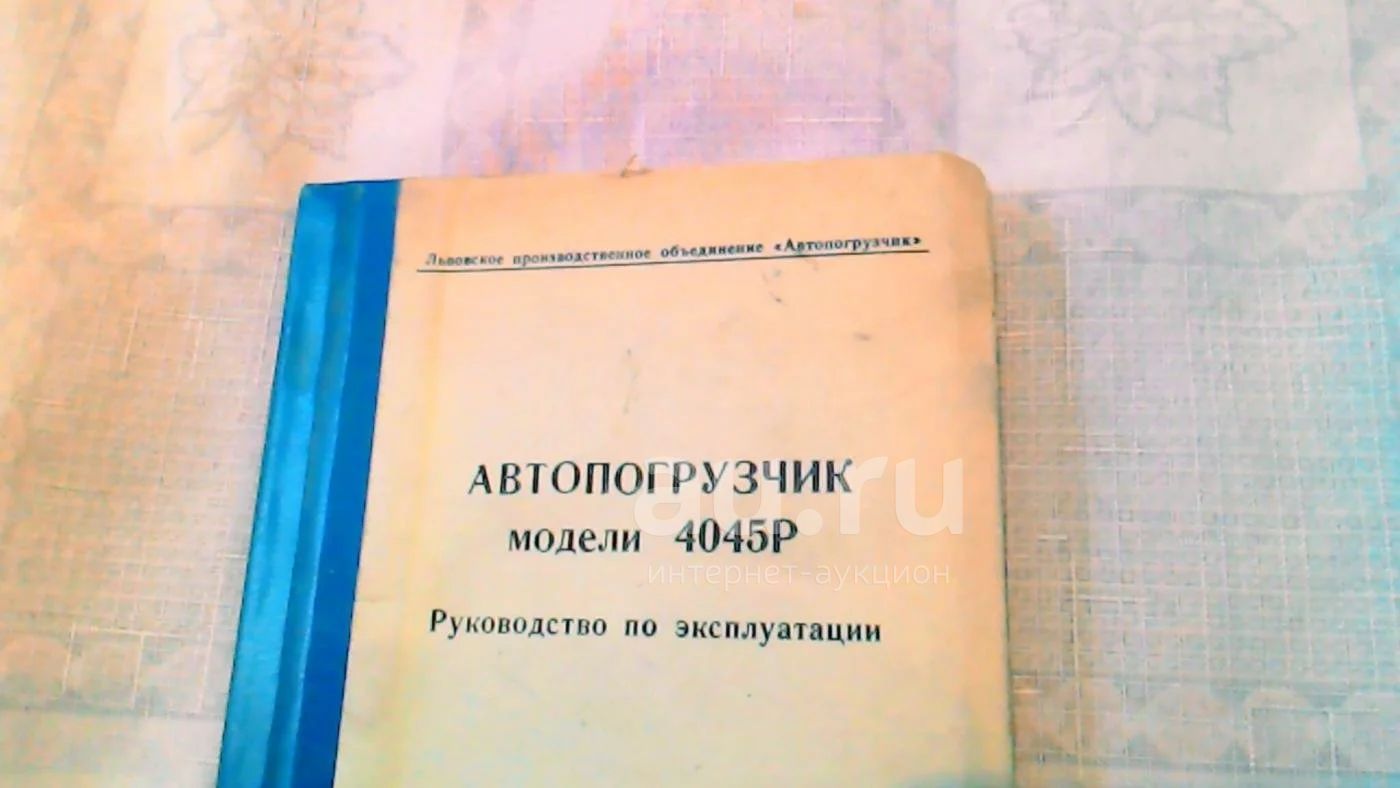 Львовское производственное объединение «Автопогрузчик»
АВТОПОГРУЗЧИК
модели 4045Р
Руководство по эксплуатации
au.ru
интернет-аукцион